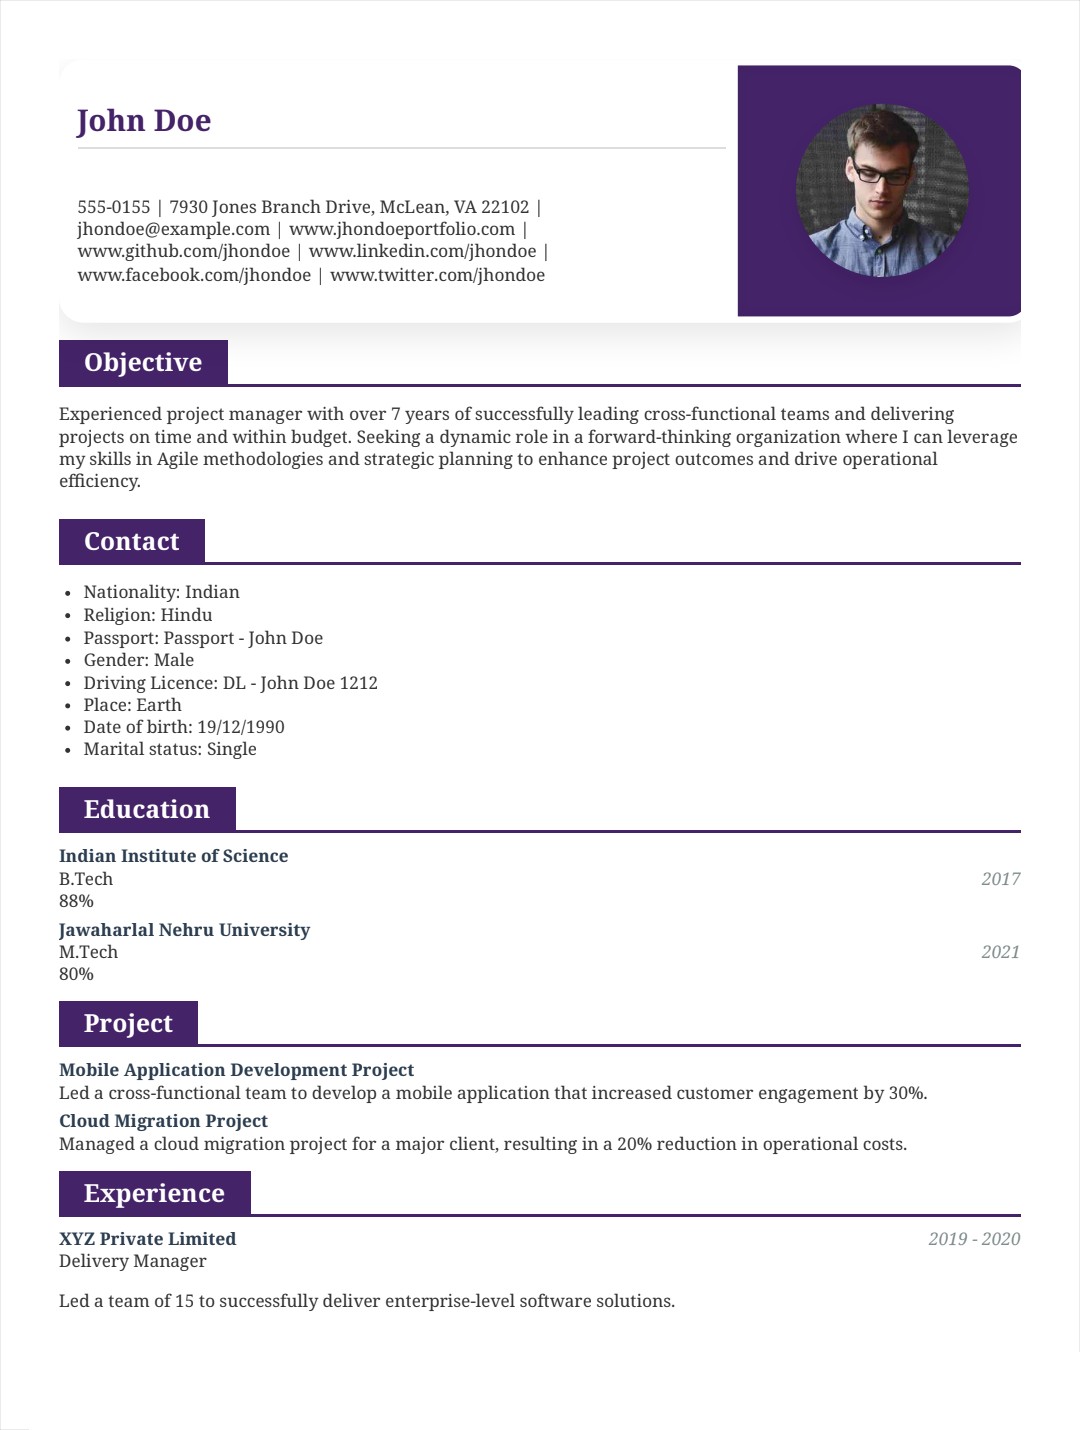 John Doe
555-0155 | 7930 Jones Branch Drive, McLean, VA 22102 |
jhondoe@example.com | www.jhondoeportfolio.com |
www.github.com/jhondoe | www.linkedin.com/jhondoe |
www.facebook.com/jhondoe | www.twitter.com/jhondoe
Objective
Experienced project manager with over 7 years of successfully leading cross-functional teams and delivering
projects on time and within budget. Seeking a dynamic role in a forward-thinking organization where I can leverage
my skills in Agile methodologies and strategic planning to enhance project outcomes and drive operational
efficiency.
Contact
• Nationality: Indian
• Religion: Hindu
• Passport: Passport - John Doe
• Gender: Male
• Driving Licence: DL - John Doe 1212
• Place: Earth
• Date of birth: 19/12/1990
• Marital status: Single
Education
Indian Institute of Science
B.Tech 2017
88%
Jawaharlal Nehru University
M.Tech 2021
80%
Project
Mobile Application Development Project
Led a cross-functional team to develop a mobile application that increased customer engagement by 30%.
Cloud Migration Project
Managed a cloud migration project for a major client, resulting in a 20% reduction in operational costs.
Experience
XYZ Private Limited 2019 - 2020
Delivery Manager
Led a team of 15 to successfully deliver enterprise-level software solutions.